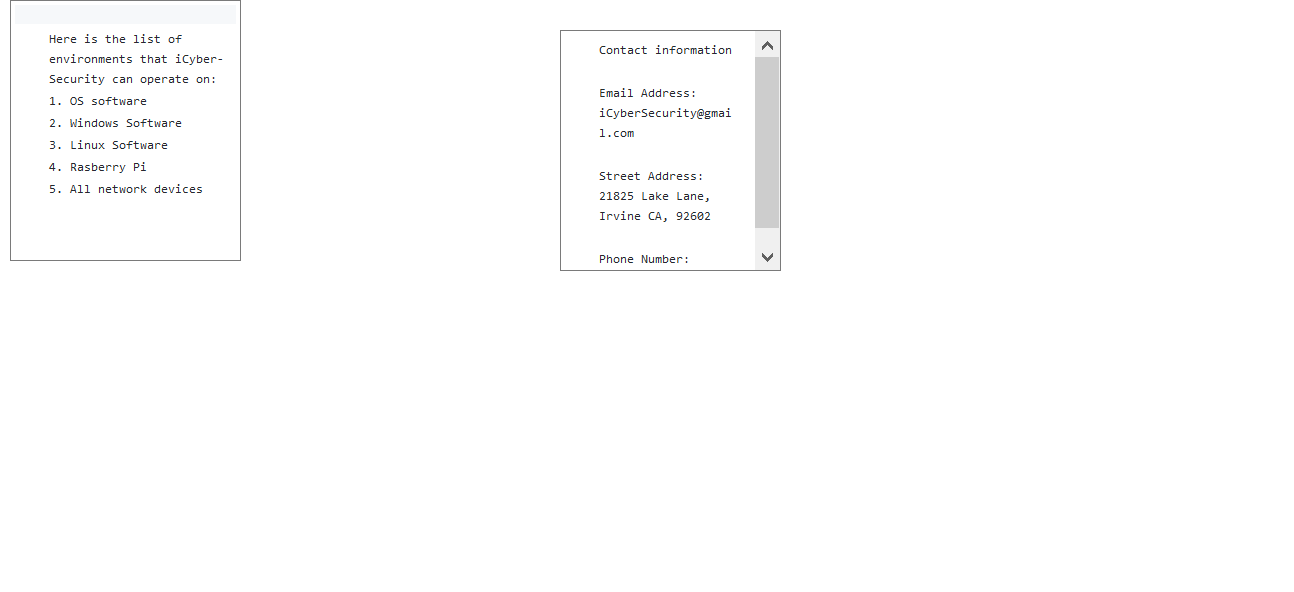 Here is the list of
environments that iCyber-
Security can operate on:
1. OS software
2. Windows Software
3. Linux Software
4. Rasberry Pi
5. All network devices
Contact information
Email Address:
iCyberSecurity@gmai
l.com
Street Address:
21825 Lake Lane,
Irvine CA, 92602
Phone Number: